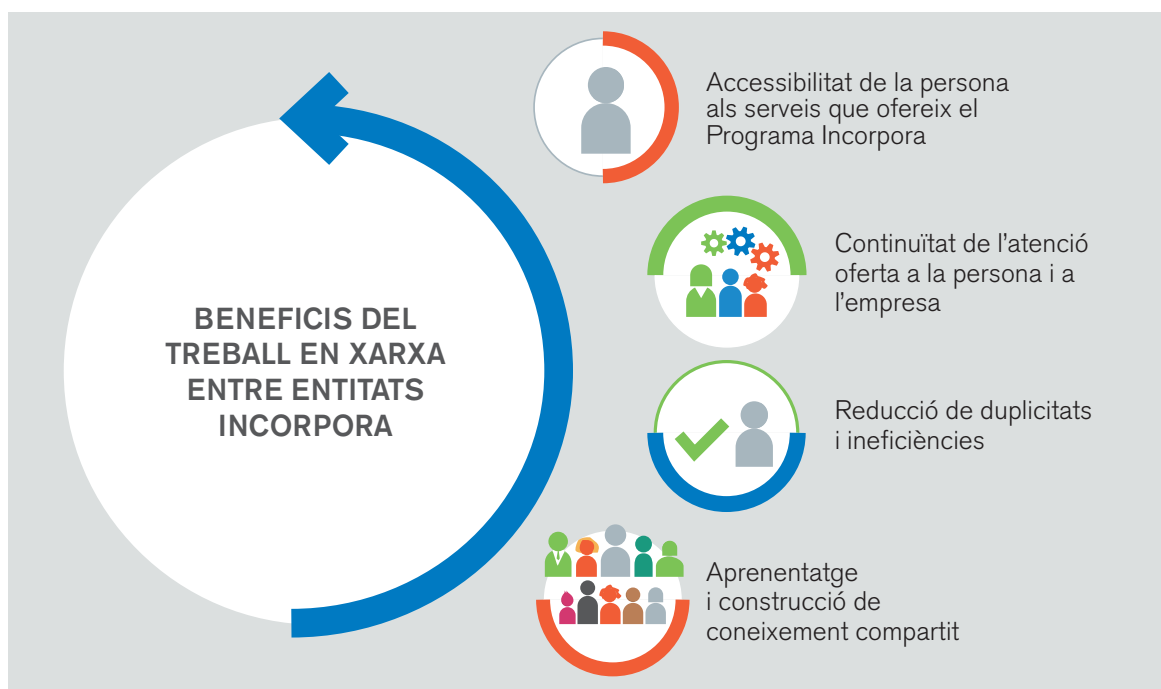 BENEFICIS DEL
TREBALL EN XARXA
ENTRE ENTITATS
INCORPORA
Accessibilitat de la persona
als serveis que ofereix el
Programa Incorpora
Continuïtat de l’atenció
oferta a la persona i a
l’empresa
Reducció de duplicitats
i ineficiències
Aprenentatge
i construcció de
coneixement compartit